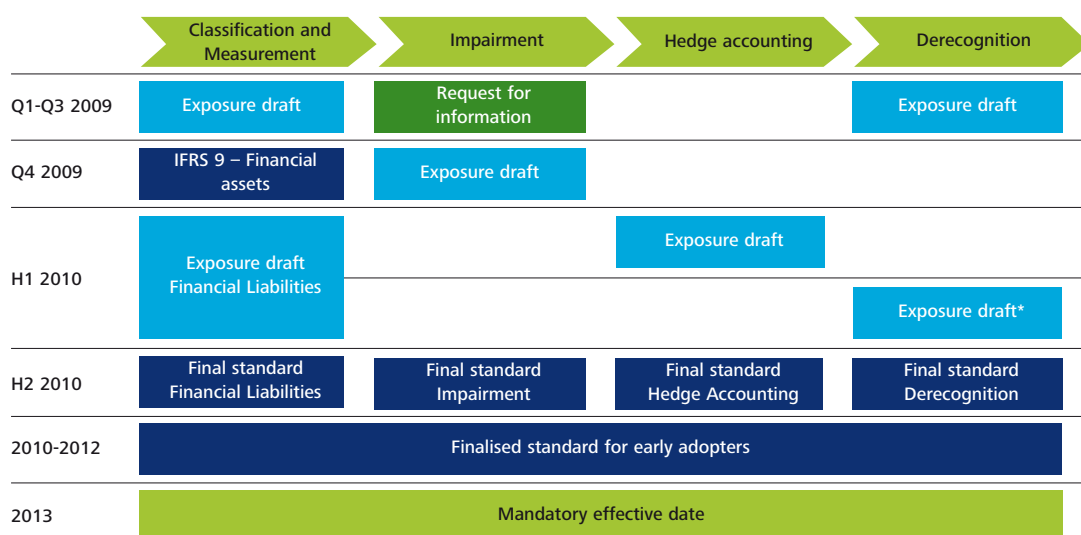 Classification and
Measurement
Impairment
Hedge accounting
Derecognition
Q1-Q3 2009
Exposure draft
Request for
information
Exposure draft
Q4 2009
IFRS 9 – Financial
assets
Exposure draft
H1 2010
Exposure draft
Financial Liabilities
Exposure draft
Exposure draft*
H2 2010
Final standard
Financial Liabilities
Final standard
Impairment
Final standard
Hedge Accounting
Final standard
Derecognition
2010-2012
Finalised standard for early adopters
2013
Mandatory effective date